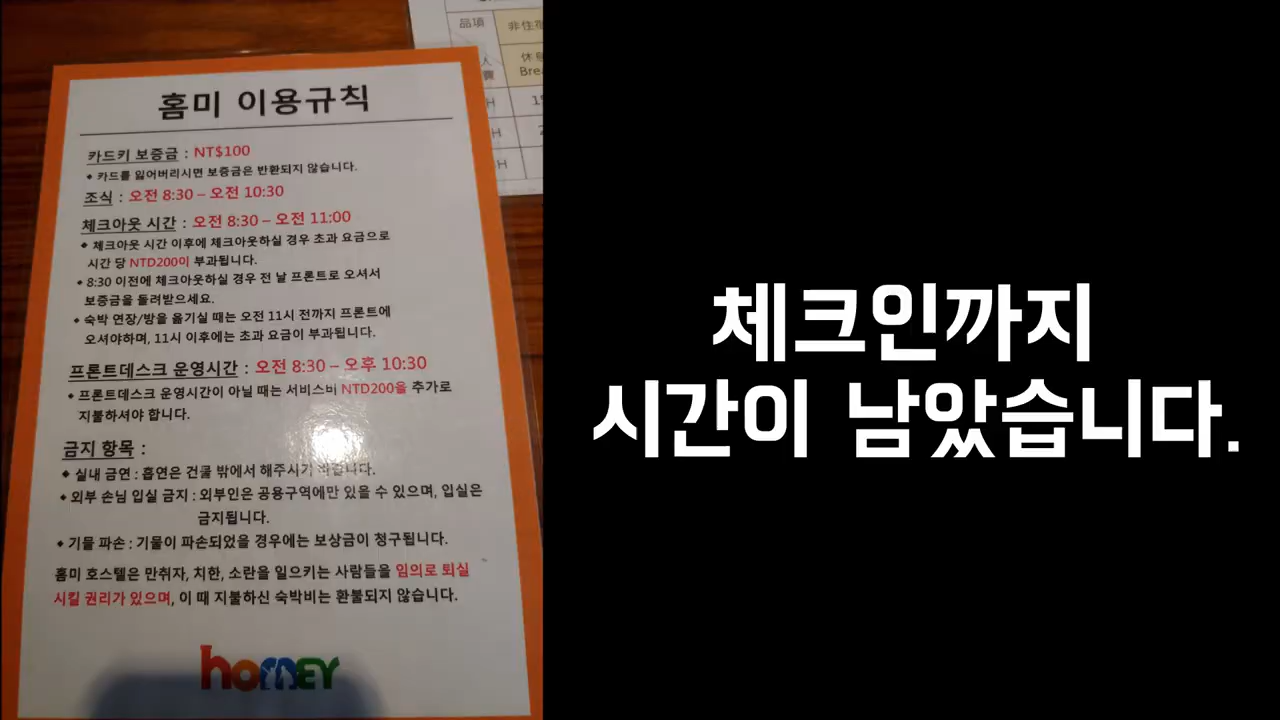 品項
非住宿
人
費
休息
Brea
H
15
H
2
H
홈미 이용규칙
카드키 보증금 : NT$100
◆ 카드를 잃어버리시면 보증금은 반환되지 않습니다.
조식 : 오전 8:30 – 오전 10:30
체크아웃 시간 : 오전 8:30 – 오전 11:00
◆ 체크아웃 시간 이후에 체크아웃하실 경우 초과 요금으로
시간 당 NTD200이 부과됩니다.
◆ 8:30 이전에 체크아웃하실 경우 전 날 프론트로 오셔서
보증금을 돌려받으세요.
◆ 숙박 연장/방을 옮기실 때는 오전 11시 전까지 프론트에
오셔야하며, 11시 이후에는 초과 요금이 부과됩니다.
프론트데스크 운영시간 : 오전 8:30 – 오후 10:30
◆ 프론트데스크 운영시간이 아닐 때는 서비스비 NTD200을 추가로
지불하셔야 합니다.
금지 항목 :
◆ 실내 금연 : 흡연은 건물 밖에서 해주시기 바랍니다.
◆ 외부 손님 입실 금지 : 외부인은 공용구역에만 있을 수 있으며, 입실은
금지됩니다.
◆ 기물 파손 : 기물이 파손되었을 경우에는 보상금이 청구됩니다.
홈미 호스텔은 만취자, 치한, 소란을 일으키는 사람들을 임의로 퇴실
시킬 권리가 있으며, 이 때 지불하신 숙박비는 환불되지 않습니다.
homEY
체크인까지
시간이 남았습니다.